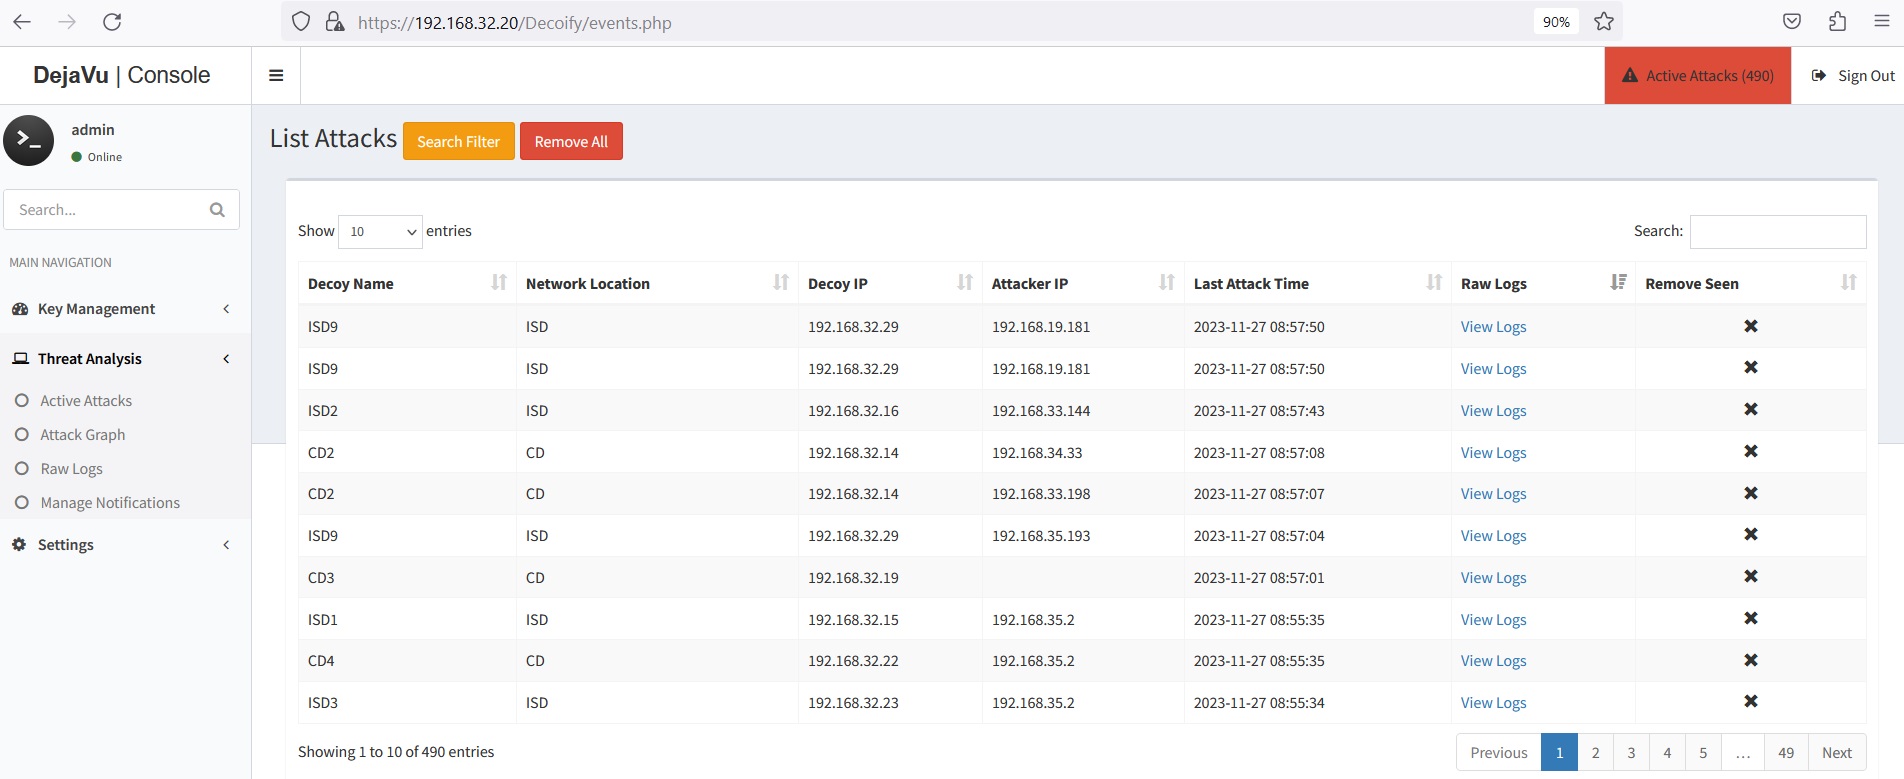 https://192.168.32.20/Decoify/events.php 90%
DejaVu | Console Active Attacks (490) Sign Out
admin
Online
List Attacks Search Filter Remove All
Search...
MAIN NAVIGATION
Key Management
Threat Analysis
Active Attacks
Attack Graph
Raw Logs
Manage Notifications
Settings
Show 10 entries Search:
Decoy Name Network Location Decoy IP Attacker IP Last Attack Time Raw Logs Remove Seen
ISD9 ISD 192.168.32.29 192.168.19.181 2023-11-27 08:57:50 View Logs
ISD9 ISD 192.168.32.29 192.168.19.181 2023-11-27 08:57:50 View Logs
ISD2 ISD 192.168.32.16 192.168.33.144 2023-11-27 08:57:43 View Logs
CD2 CD 192.168.32.14 192.168.34.33 2023-11-27 08:57:08 View Logs
CD2 CD 192.168.32.14 192.168.33.198 2023-11-27 08:57:07 View Logs
ISD9 ISD 192.168.32.29 192.168.35.193 2023-11-27 08:57:04 View Logs
CD3 CD 192.168.32.19 2023-11-27 08:57:01 View Logs
ISD1 ISD 192.168.32.15 192.168.35.2 2023-11-27 08:55:35 View Logs
CD4 CD 192.168.32.22 192.168.35.2 2023-11-27 08:55:35 View Logs
ISD3 ISD 192.168.32.23 192.168.35.2 2023-11-27 08:55:34 View Logs
Showing 1 to 10 of 490 entries Previous 1 2 3 4 5 … 49 Next